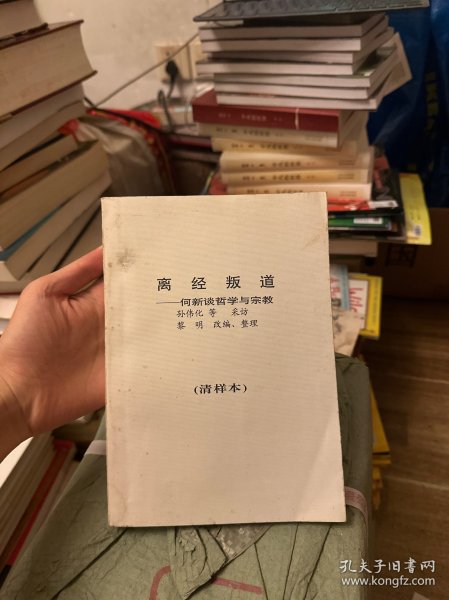 离经叛道
——何新谈哲学与宗教
孙伟化 等 采访
黎 明 改编、整理
(清样本)
孔夫子旧书网
www.kongfz.com